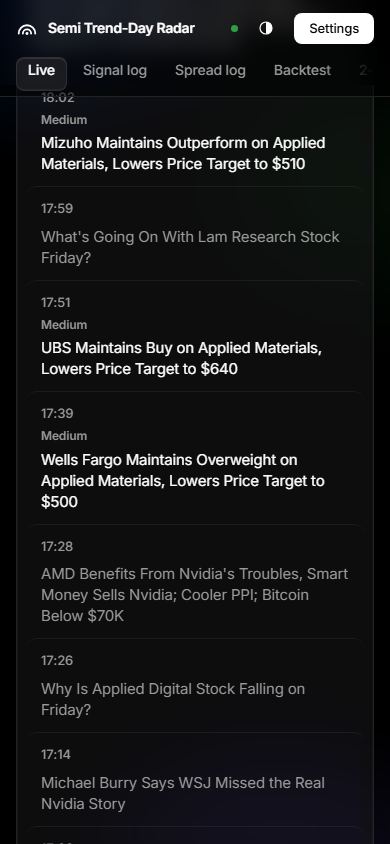 Semi Trend-Day Radar
Settings
Live
Signal log
Spread log
Backtest
18:02
Medium
Mizuho Maintains Outperform on Applied
Materials, Lowers Price Target to $510
17:59
What's Going On With Lam Research Stock
Friday?
17:51
Medium
UBS Maintains Buy on Applied Materials,
Lowers Price Target to $640
17:39
Medium
Wells Fargo Maintains Overweight on
Applied Materials, Lowers Price Target to
$500
17:28
AMD Benefits From Nvidia's Troubles, Smart
Money Sells Nvidia; Cooler PPI; Bitcoin
Below $70K
17:26
Why Is Applied Digital Stock Falling on
Friday?
17:14
Michael Burry Says WSJ Missed the Real
Nvidia Story